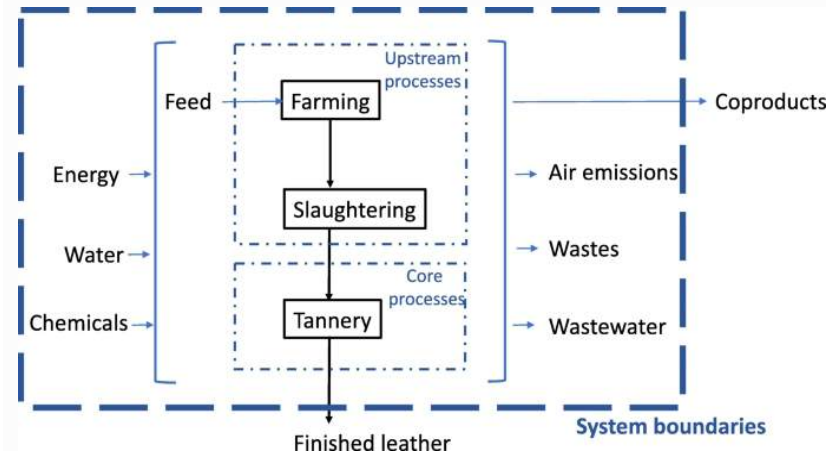 Upstream
processes
Feed
Farming
Coproducts
Energy
Air emissions
Slaughtering
Water
Wastes
Core
processes
Chemicals
Tannery
Wastewater
System boundaries
Finished leather